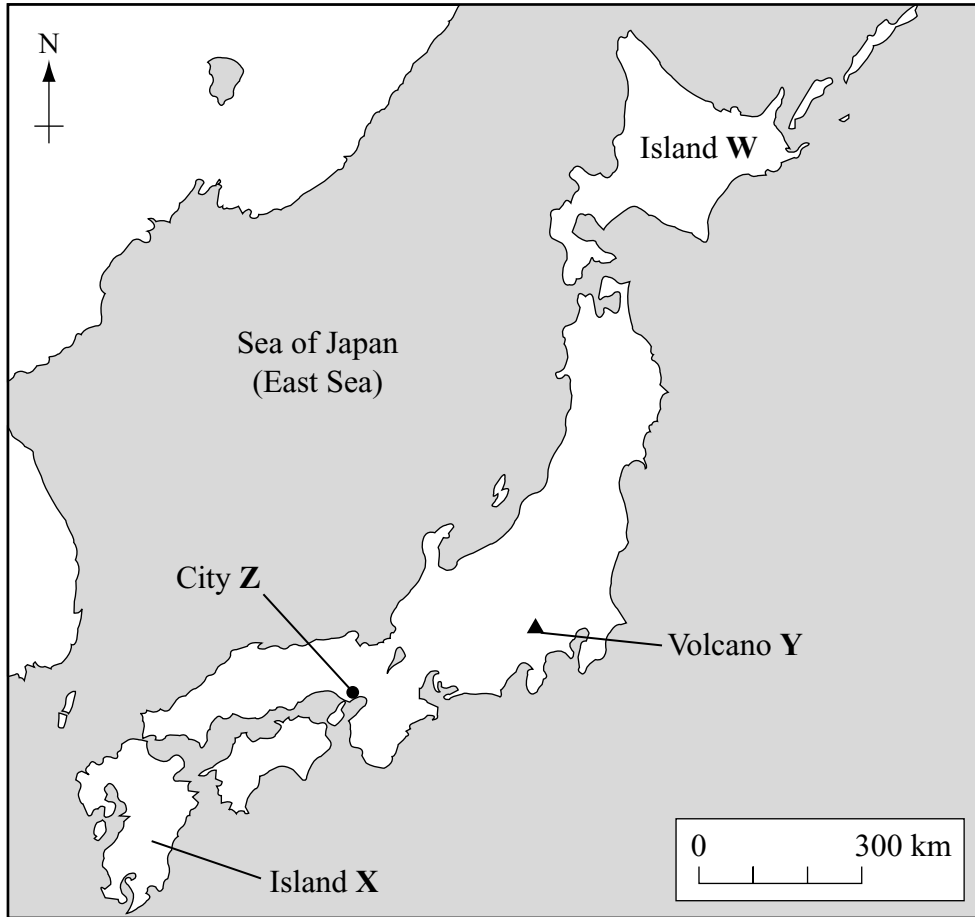 N
Island W
Sea of Japan
(East Sea)
City Z
Volcano Y
Island X
0 300 km